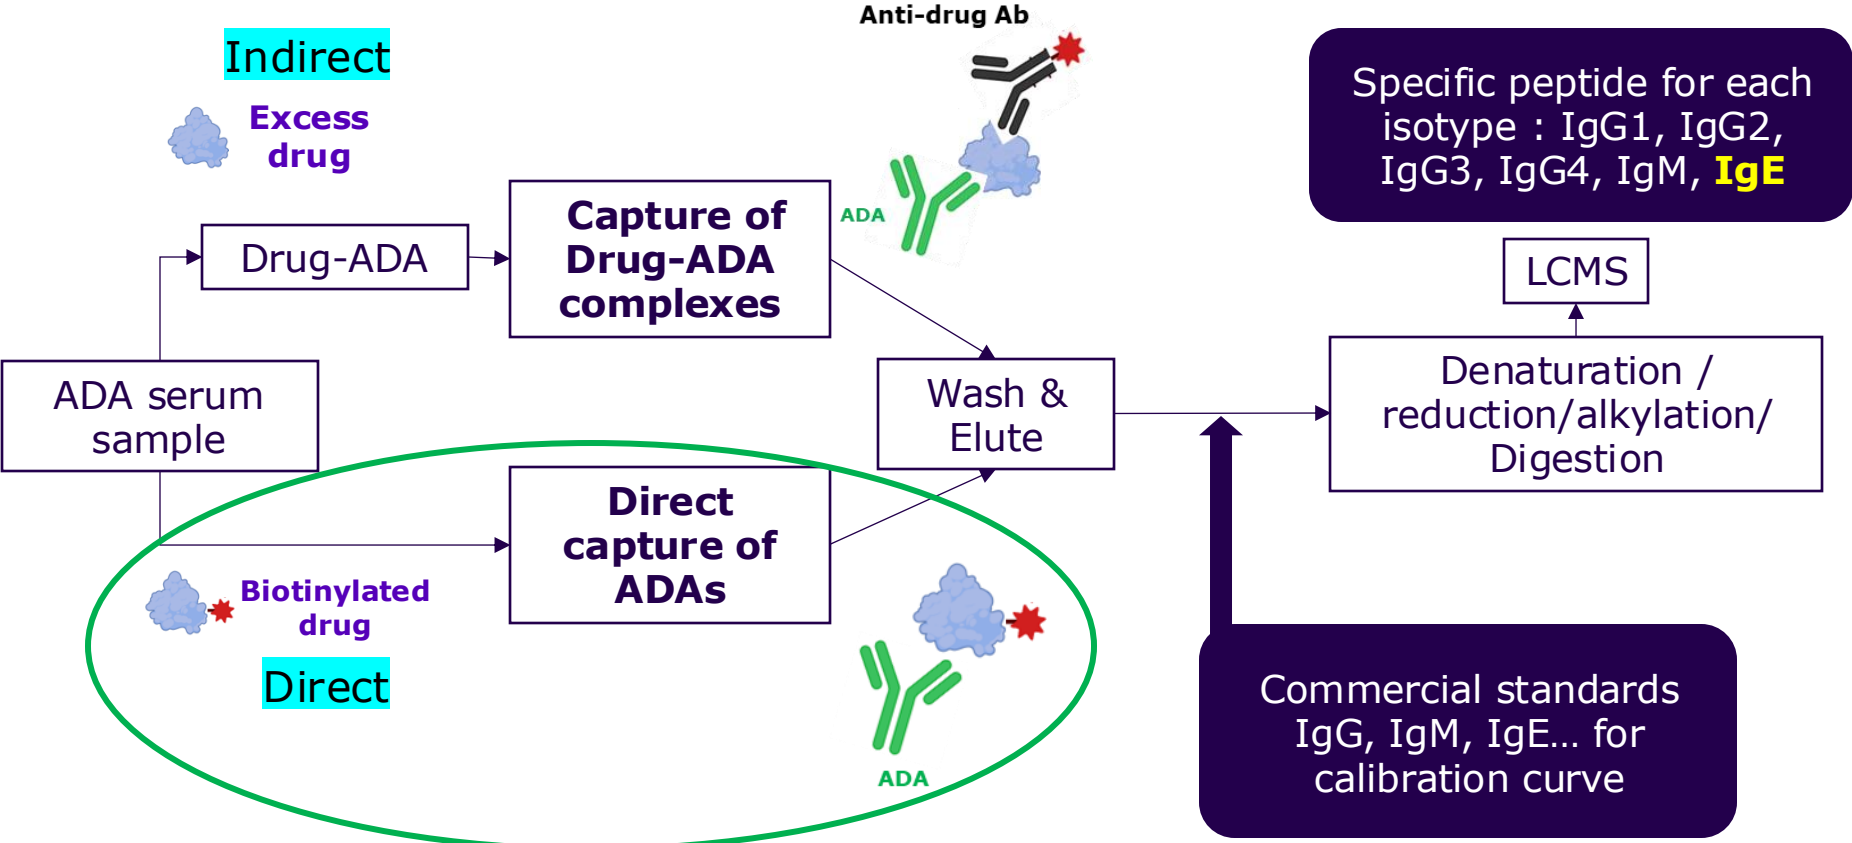 Anti-drug Ab
Indirect
Excess
drug
Specific peptide for each
isotype : IgG1, IgG2,
IgG3, IgG4, IgM, IgE
ADA
Capture of
Drug-ADA
complexes
Drug-ADA
LCMS
ADA serum
sample
Wash &
Elute
Denaturation /
reduction/alkylation/
Digestion
Direct
capture of
ADAs
Biotinylated
drug
Direct
ADA
Commercial standards
IgG, IgM, IgE... for
calibration curve